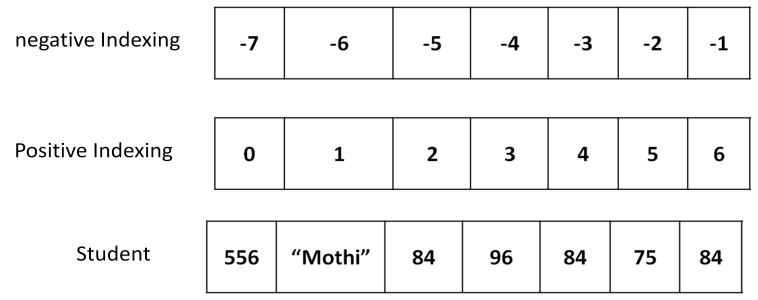 negative Indexing -7 -6 -5 -4 -3 -2 -1
Positive Indexing 0 1 2 3 4 5 6
Student 556 “Mothi” 84 96 84 75 84